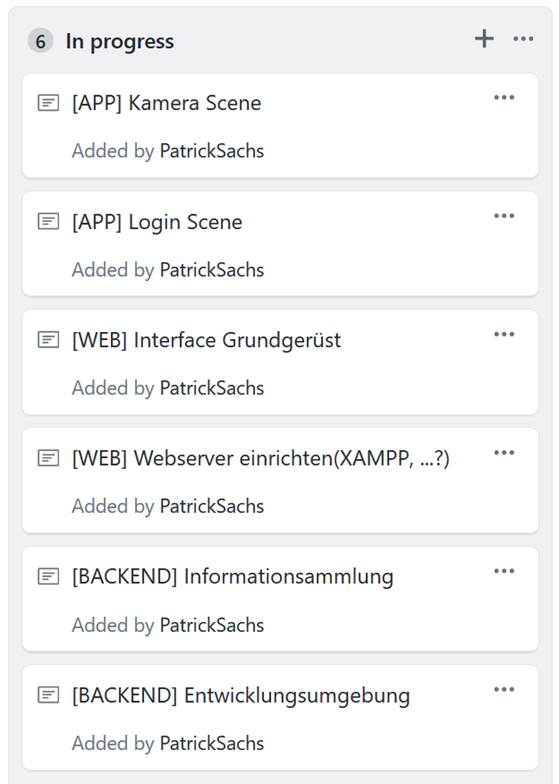 6 In progress
[APP] Kamera Scene
Added by PatrickSachs
[APP] Login Scene
Added by PatrickSachs
[WEB] Interface Grundgerüst
Added by PatrickSachs
[WEB] Webserver einrichten(XAMPP, ...?)
Added by PatrickSachs
[BACKEND] Informationsammlung
Added by PatrickSachs
[BACKEND] Entwicklungsumgebung
Added by PatrickSachs